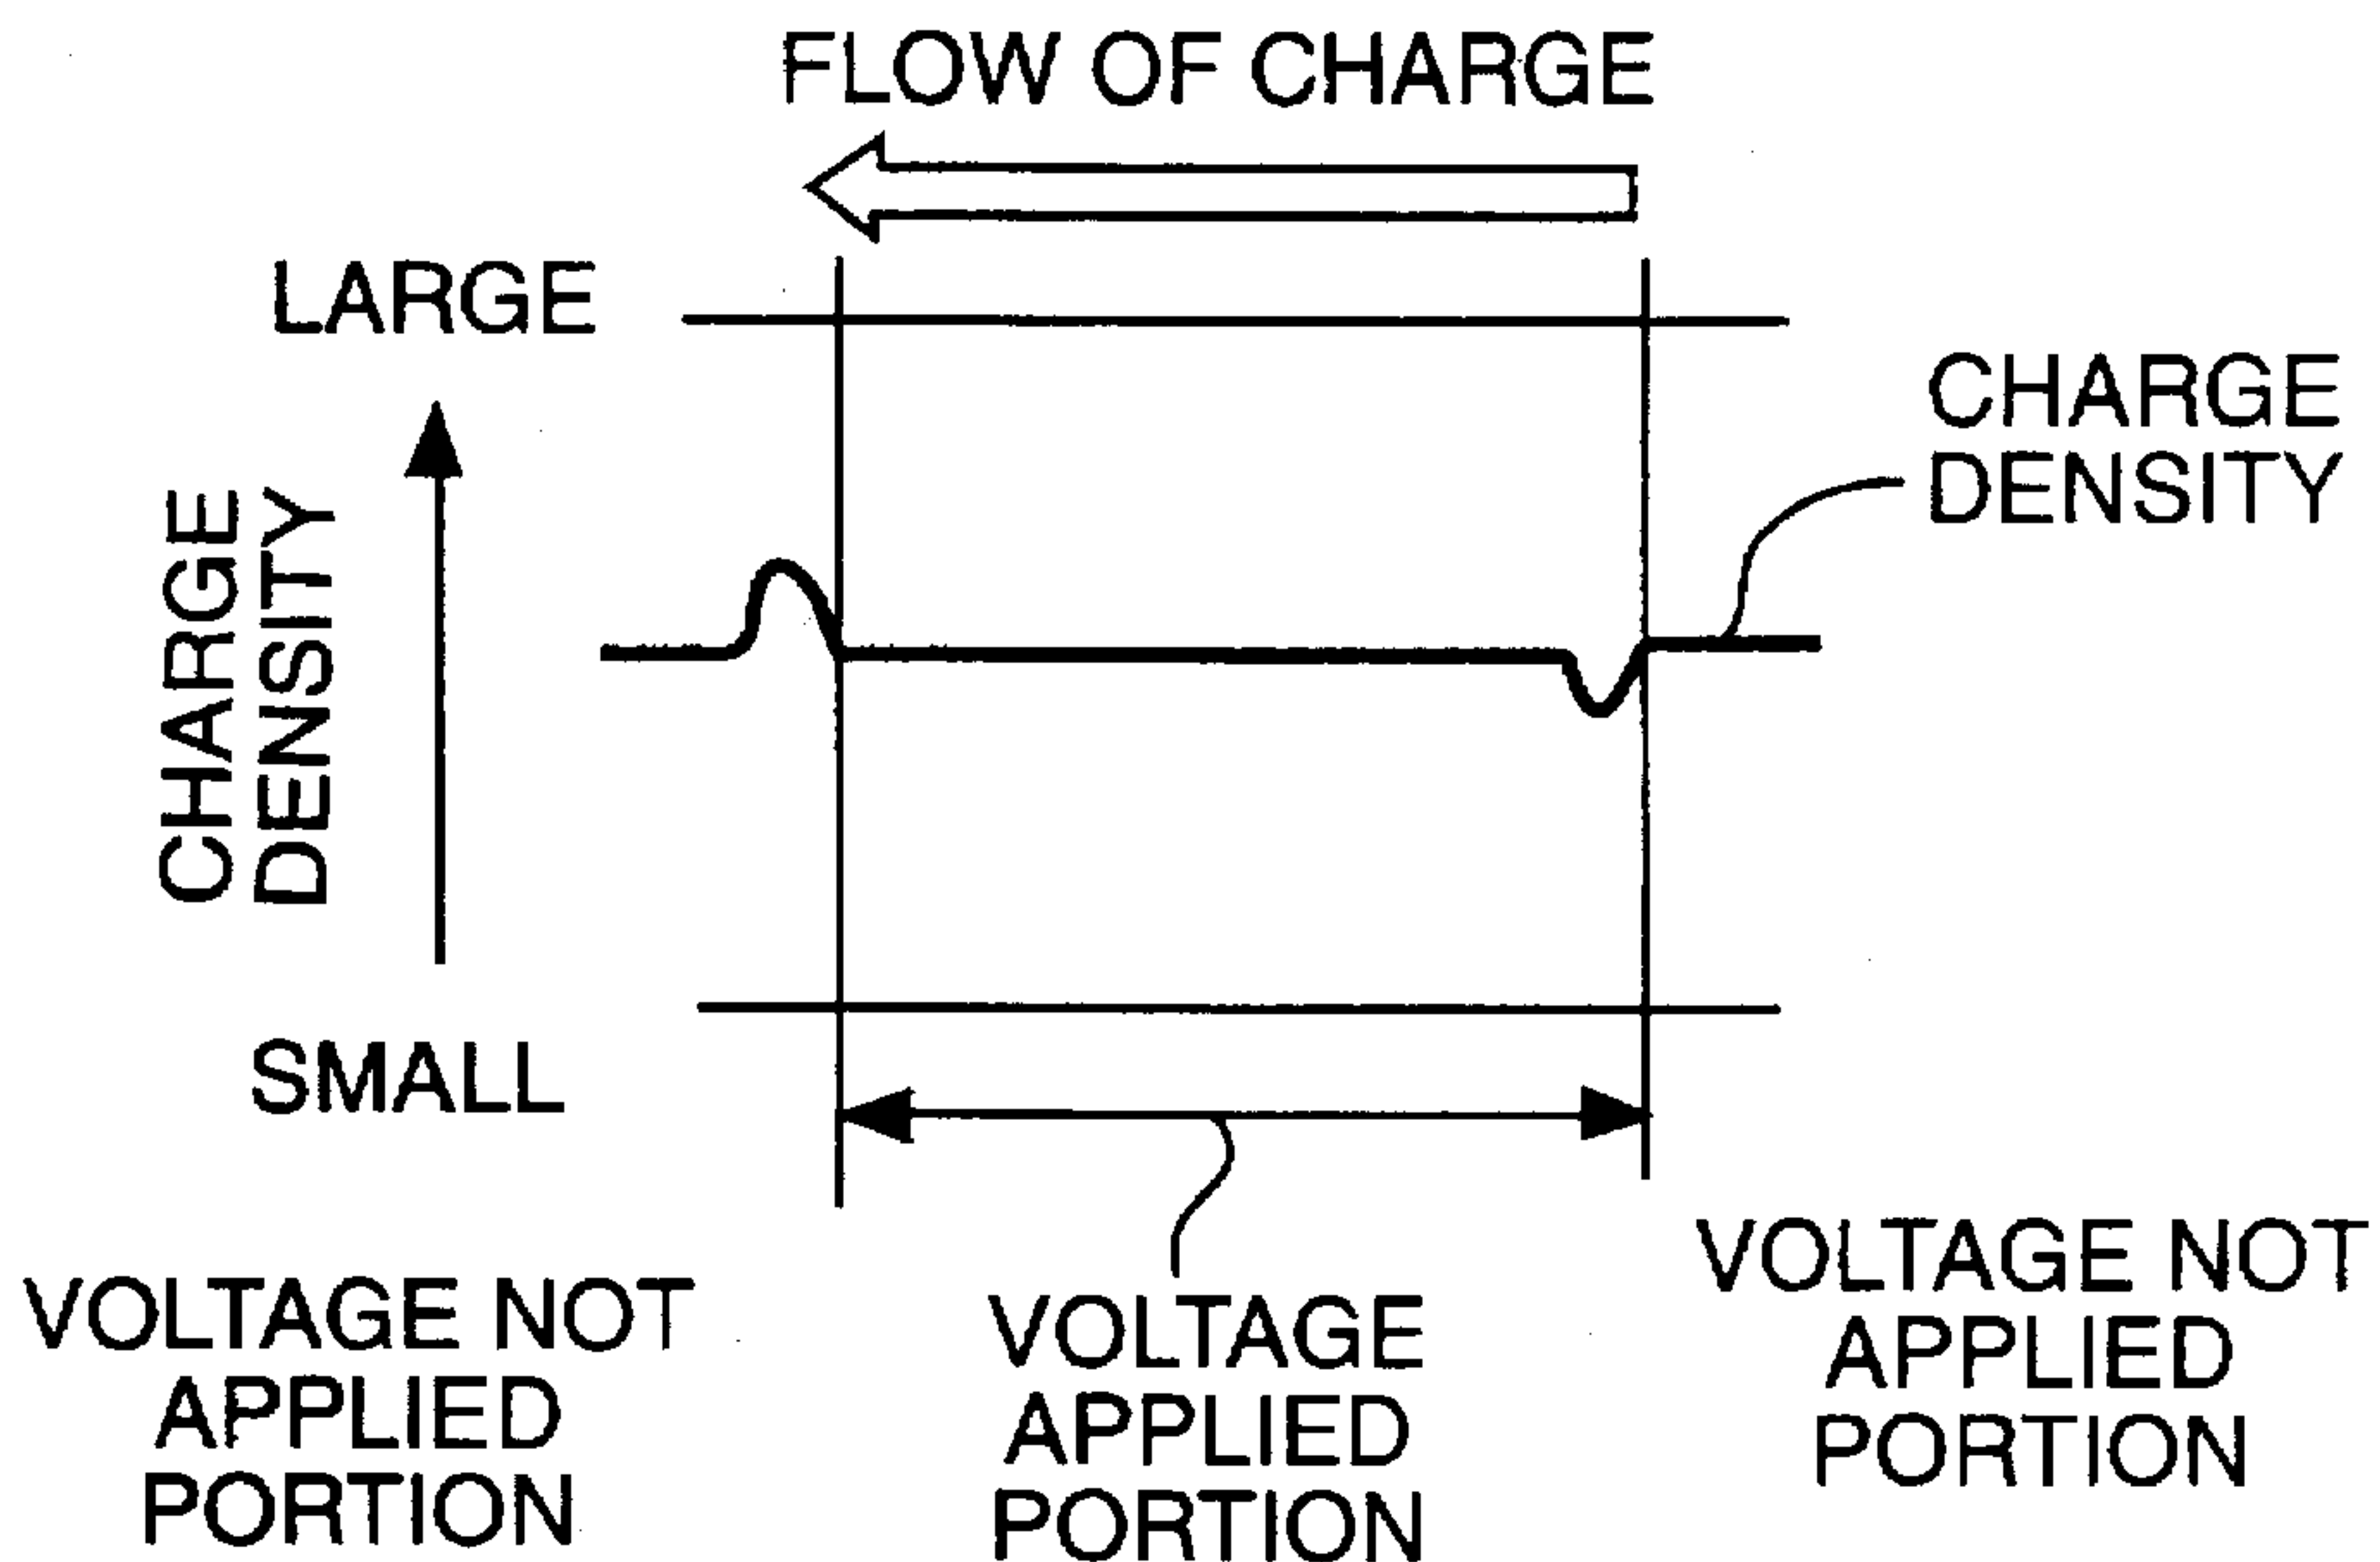 FLOW OF CHARGE
LARGE
CHARGE
DENSITY
CHARGE
DENSITY
SMALL
VOLTAGE NOT
APPLIED
PORTION
VOLTAGE
APPLIED
PORTION
VOLTAGE NOT
APPLIED
PORTION